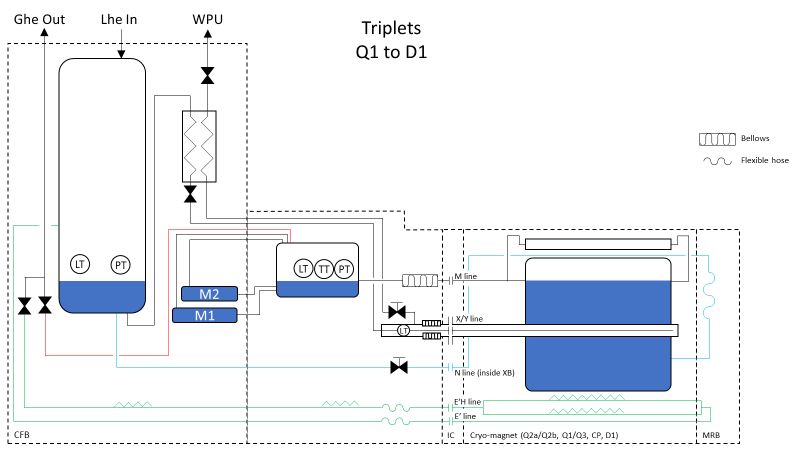 Ghe Out
Lhe In
WPU
Triplets
Q1 to D1
Bellows
Flexible hose
LT
PT
LT
TT
PT
M2
M1
M line
X/Y line
LT
N line (inside XB)
E'H line
E' line
CFB
IC
Cryo-magnet (Q2a/Q2b, Q1/Q3, CP, D1)
MRB